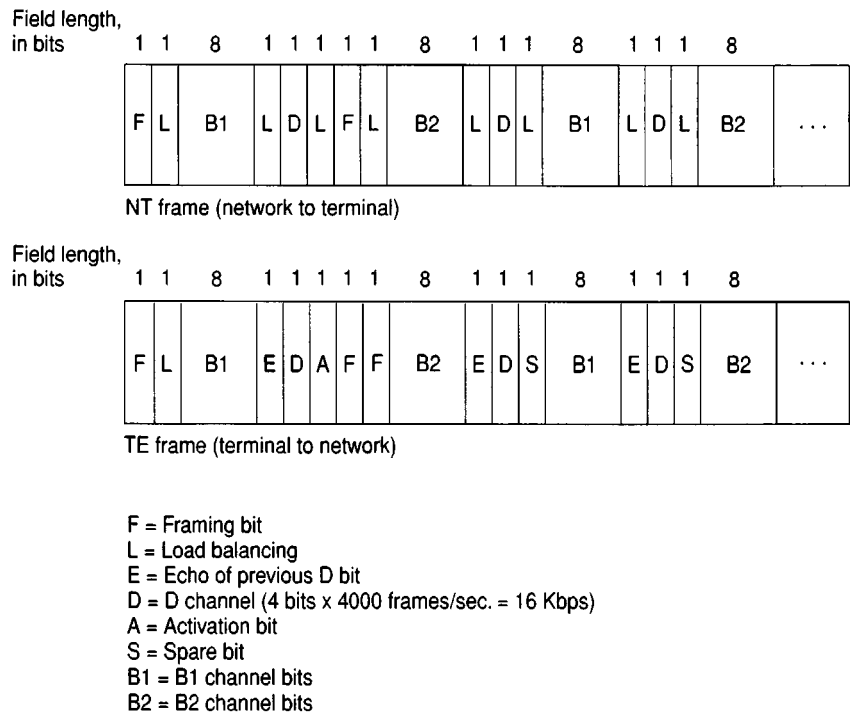 Field length,
in bits 1 1 8 1 1 1 1 1 8 1 1 1 8 1 1 1 8
F L B1 L D L F L B2 L D L B1 L D L B2 ...
NT frame (network to terminal)
Field length,
in bits 1 1 8 1 1 1 1 1 8 1 1 1 8 1 1 1 8
F L B1 E D A F F B2 E D S B1 E D S B2 ...
TE frame (terminal to network)
F = Framing bit
L = Load balancing
E = Echo of previous D bit
D = D channel (4 bits x 4000 frames/sec. = 16 Kbps)
A = Activation bit
S = Spare bit
B1 = B1 channel bits
B2 = B2 channel bits